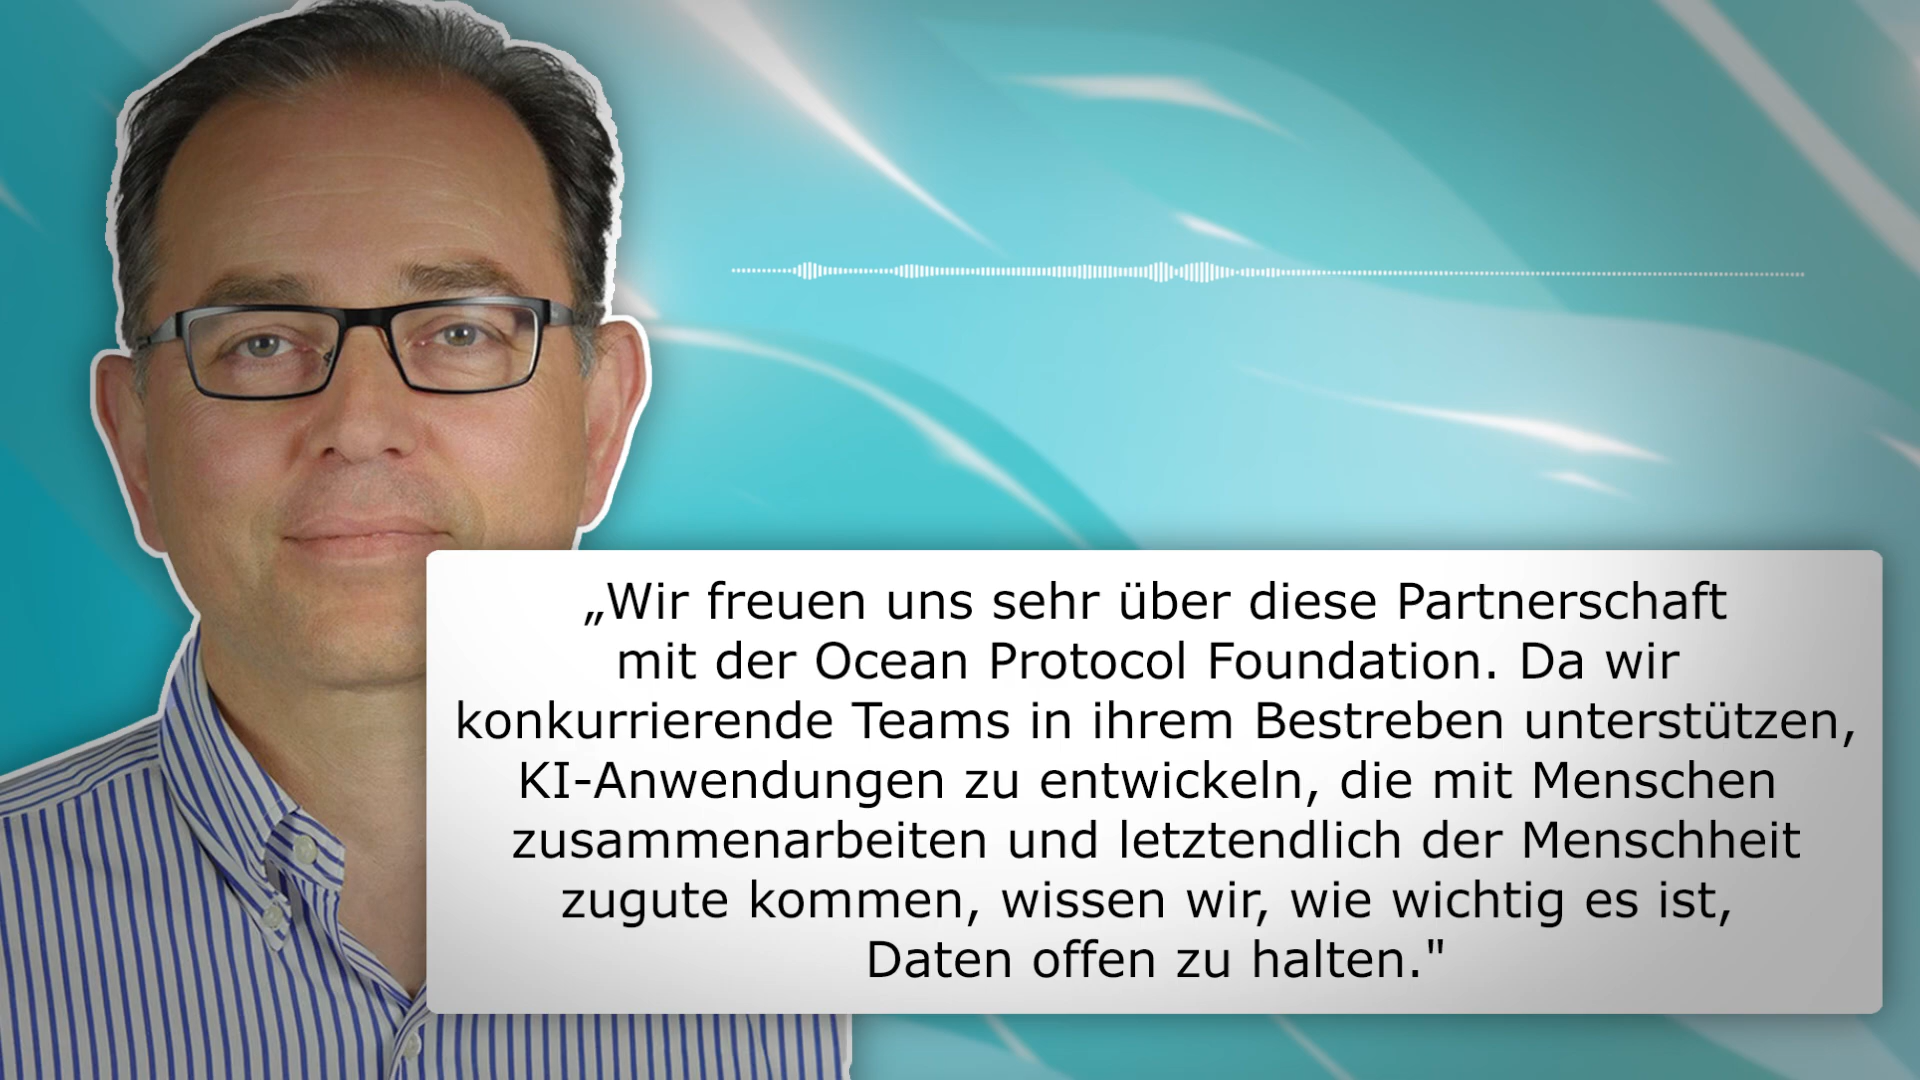 „Wir freuen uns sehr über diese Partnerschaft
mit der Ocean Protocol Foundation. Da wir
konkurrierende Teams in ihrem Bestreben unterstützen,
KI-Anwendungen zu entwickeln, die mit Menschen
zusammenarbeiten und letztendlich der Menschheit
zugute kommen, wissen wir, wie wichtig es ist,
Daten offen zu halten."